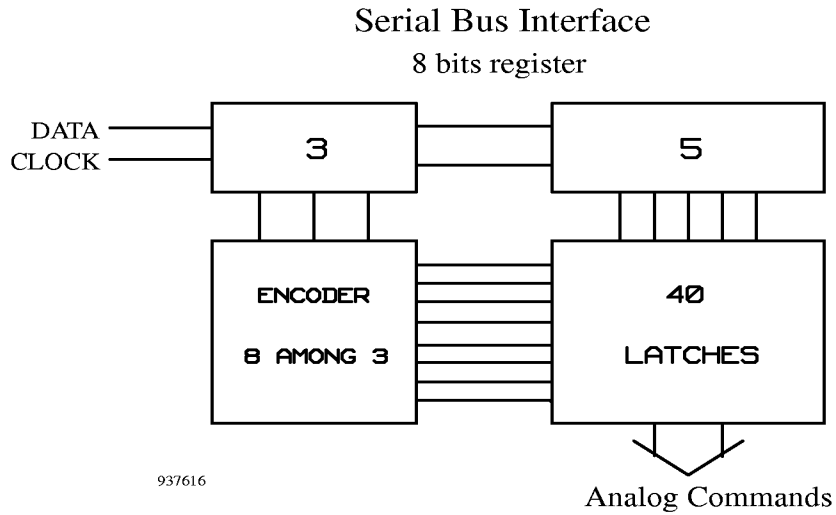 Serial Bus Interface
8 bits register
DATA
CLOCK
3
5
ENCODER
8 AMONG 3
40
LATCHES
937616
Analog Commands